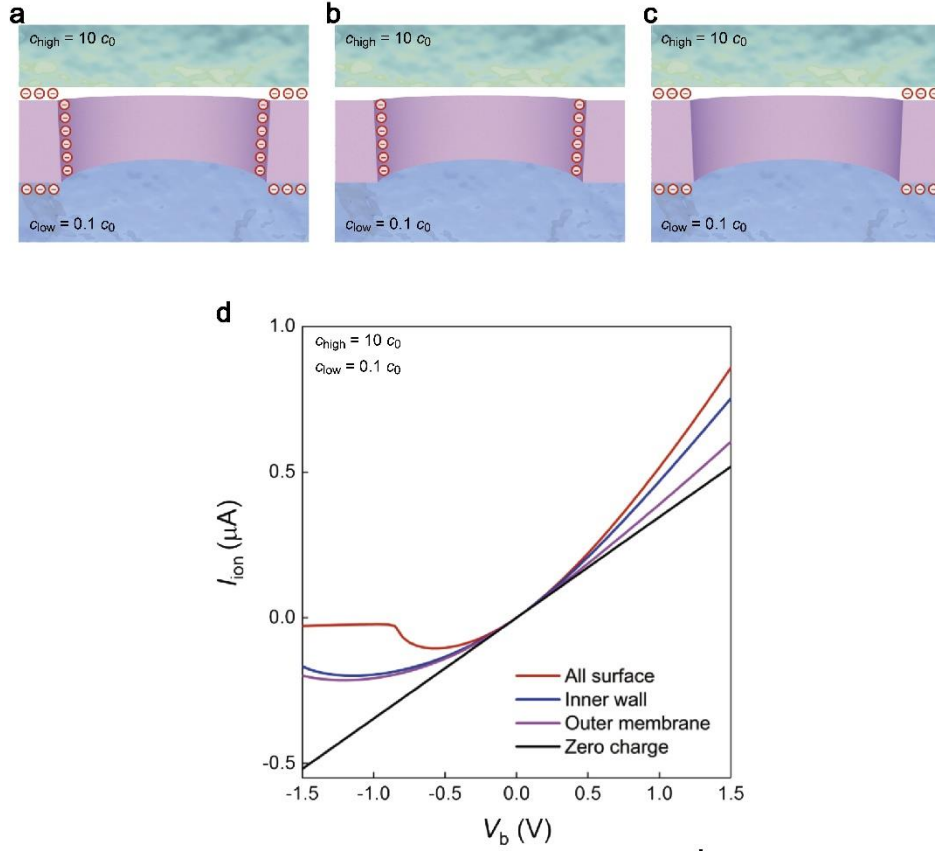 a
b
c
c_high = 10 c_0
c_high = 10 c_0
c_high = 10 c_0
c_low = 0.1 c_0
c_low = 0.1 c_0
c_low = 0.1 c_0
d
c_high = 10 c_0
c_low = 0.1 c_0
1.0
0.5
0.0
-0.5
I_ion (μA)
All surface
Inner wall
Outer membrane
Zero charge
-1.5 -1.0 -0.5 0.0 0.5 1.0 1.5
V_b (V)